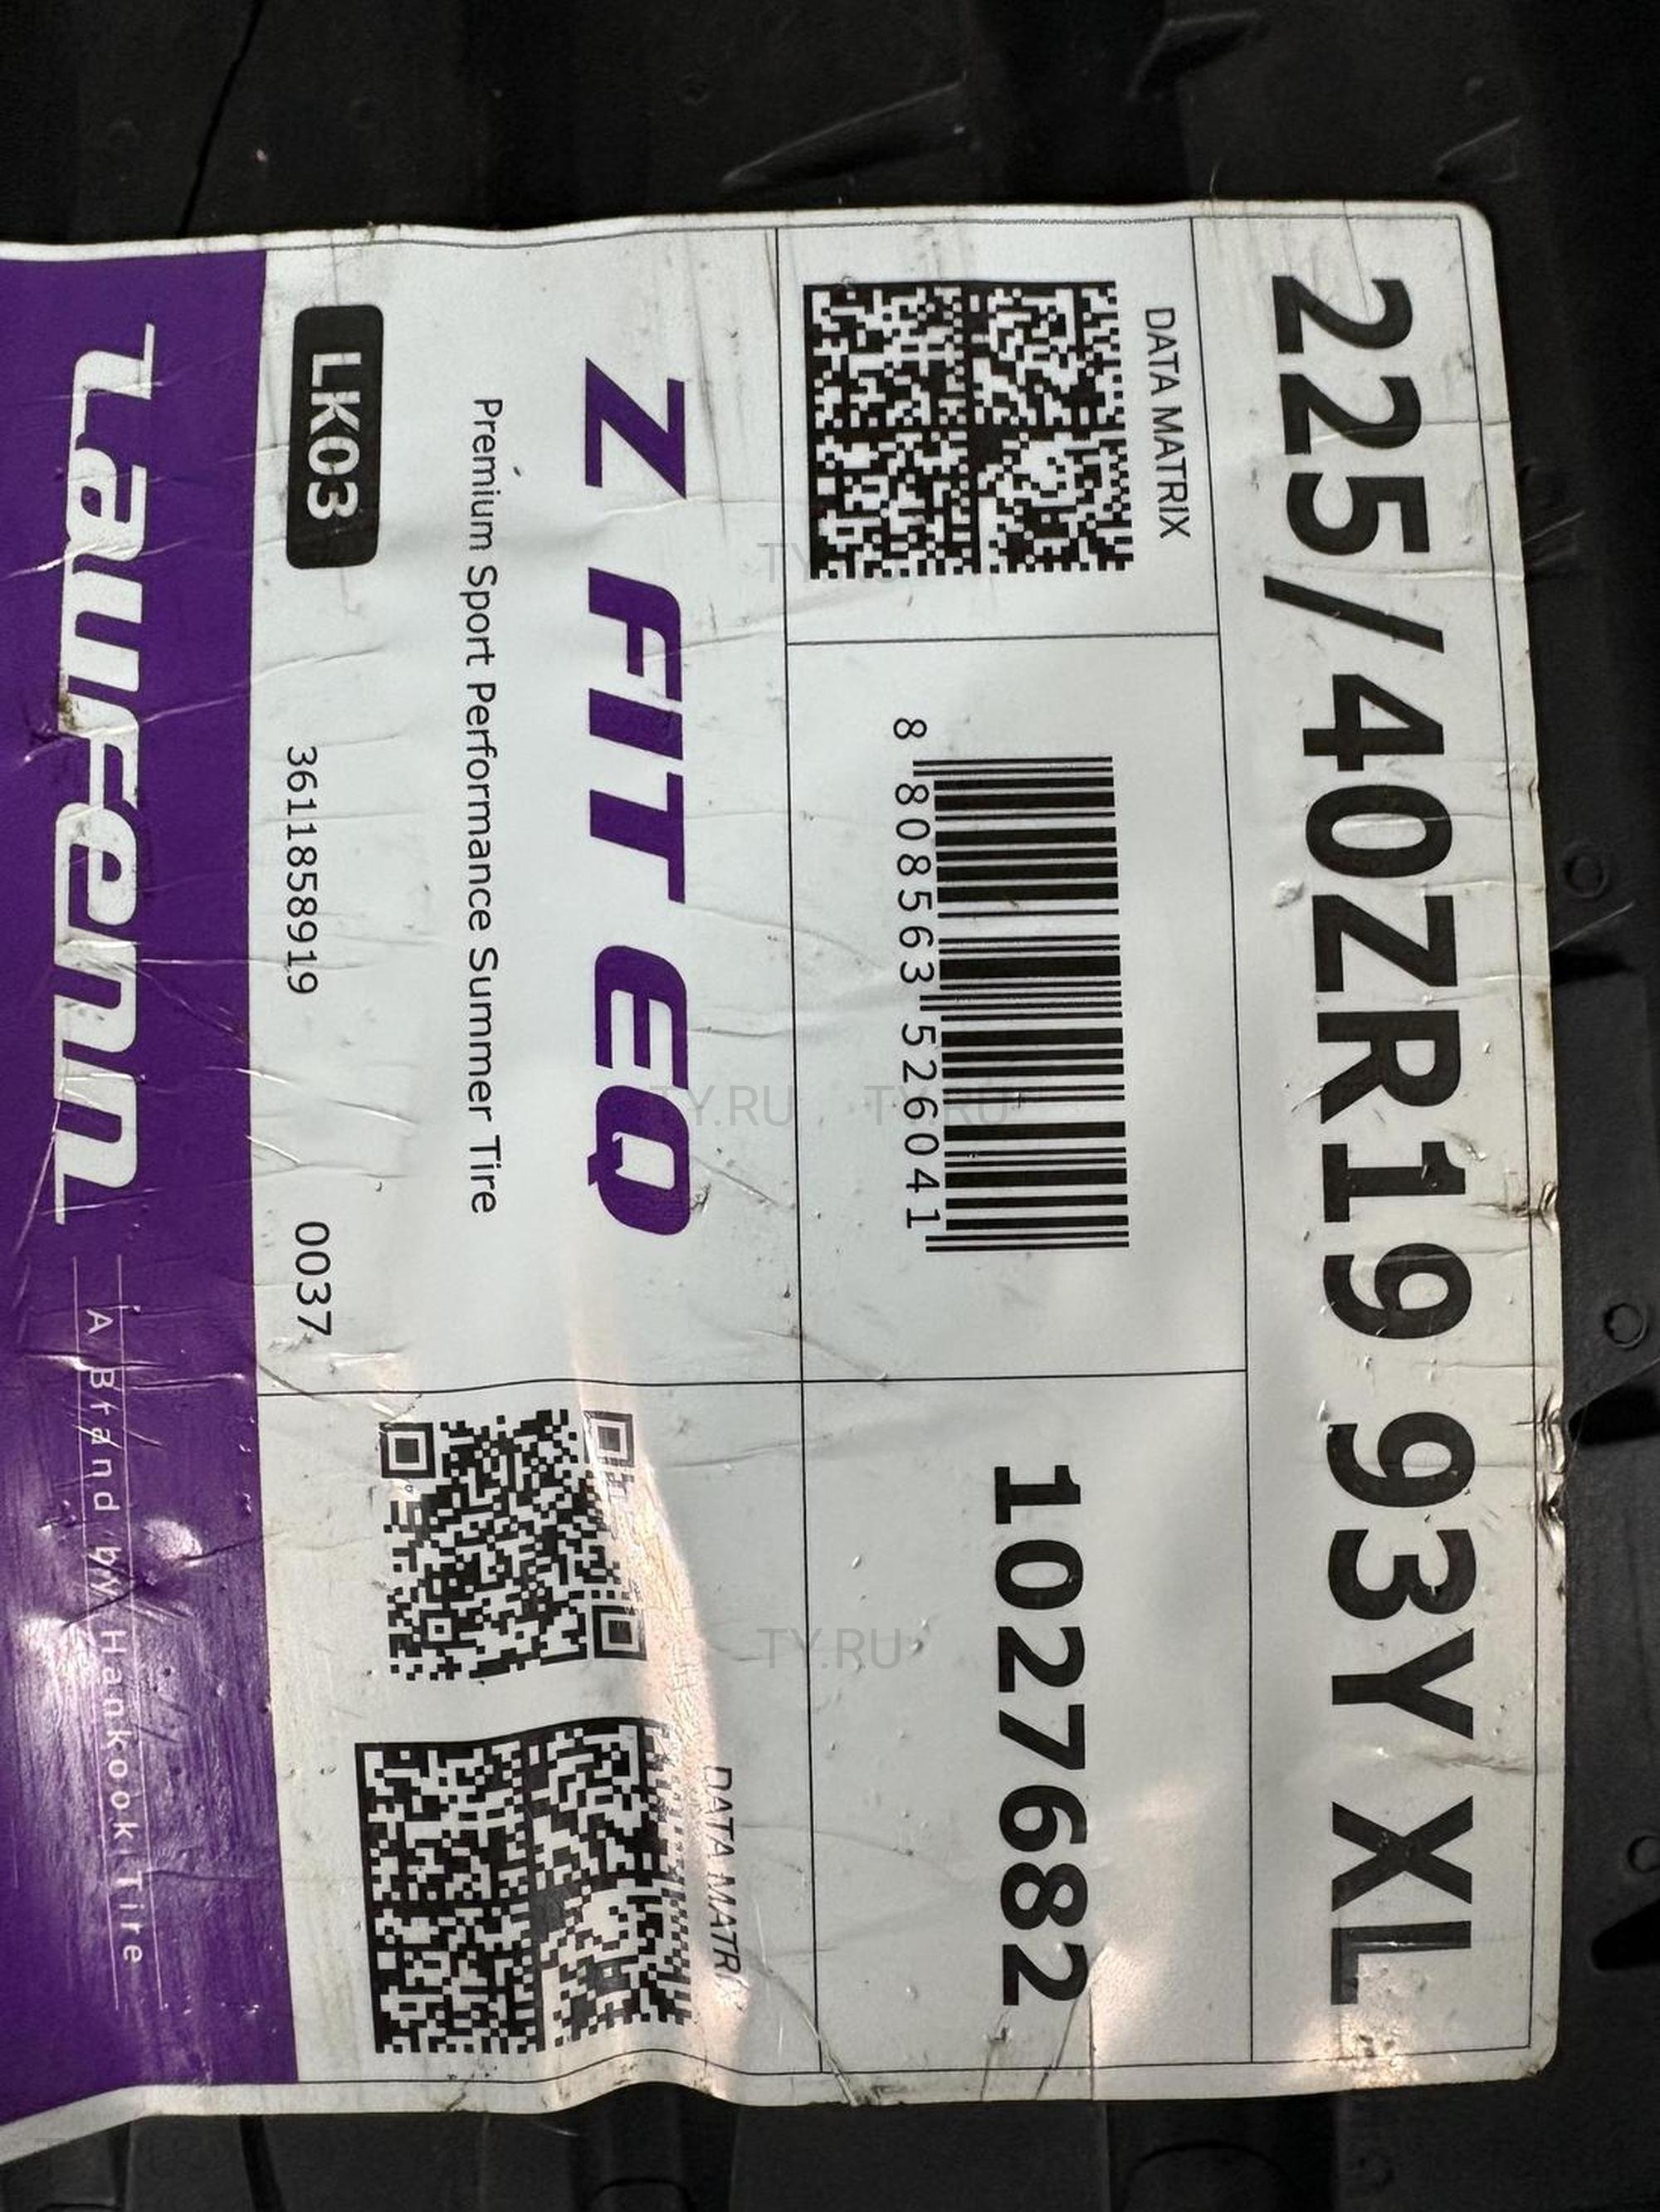 225/40ZR19 93Y XL
DATA MATRIX
8 808563 526041
1027682
Z FIT EQ
Premium Sport Performance Summer Tire
DATA MATRI
LK03
3611858919
0037
Laufenn
A Brand by Hankook Tire
TY.RU
TY.RU
TY.RU
TY.RU